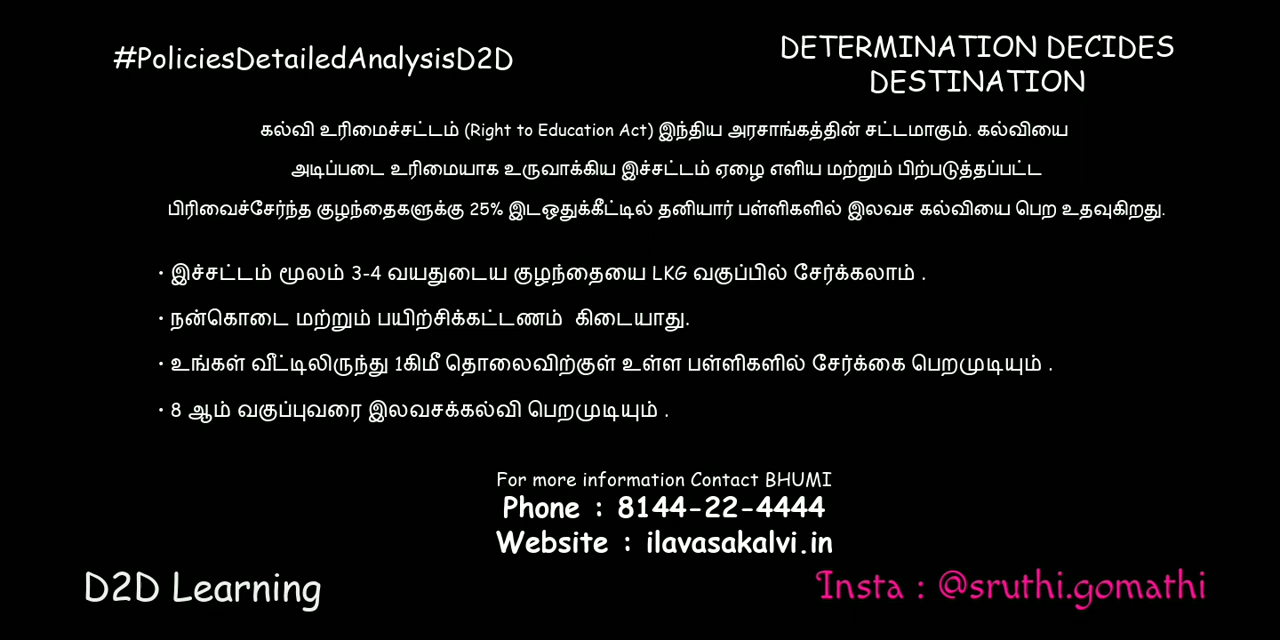 #PoliciesDetailedAnalysisD2D
DETERMINATION DECIDES
DESTINATION
கல்வி உரிமைச்சட்டம் (Right to Education Act) இந்திய அரசாங்கத்தின் சட்டமாகும். கல்வியை
அடிப்படை உரிமையாக உருவாக்கிய இச்சட்டம் ஏழை எளிய மற்றும் பிற்படுத்தப்பட்ட
பிரிவைச்சேர்ந்த குழந்தைகளுக்கு 25% இடஒதுக்கீட்டில் தனியார் பள்ளிகளில் இலவச கல்வியை பெற உதவுகிறது.
• இச்சட்டம் மூலம் 3-4 வயதுடைய குழந்தையை LKG வகுப்பில் சேர்க்கலாம் .
• நன்கொடை மற்றும் பயிற்சிக்கட்டணம் கிடையாது.
• உங்கள் வீட்டிலிருந்து 1கிமீ தொலைவிற்குள் உள்ள பள்ளிகளில் சேர்க்கை பெறமுடியும் .
• 8 ஆம் வகுப்புவரை இலவசக்கல்வி பெறமுடியும் .
For more information Contact BHUMI
Phone : 8144-22-4444
Website : ilavasakalvi.in
D2D Learning
Insta : @sruthi.gomathi